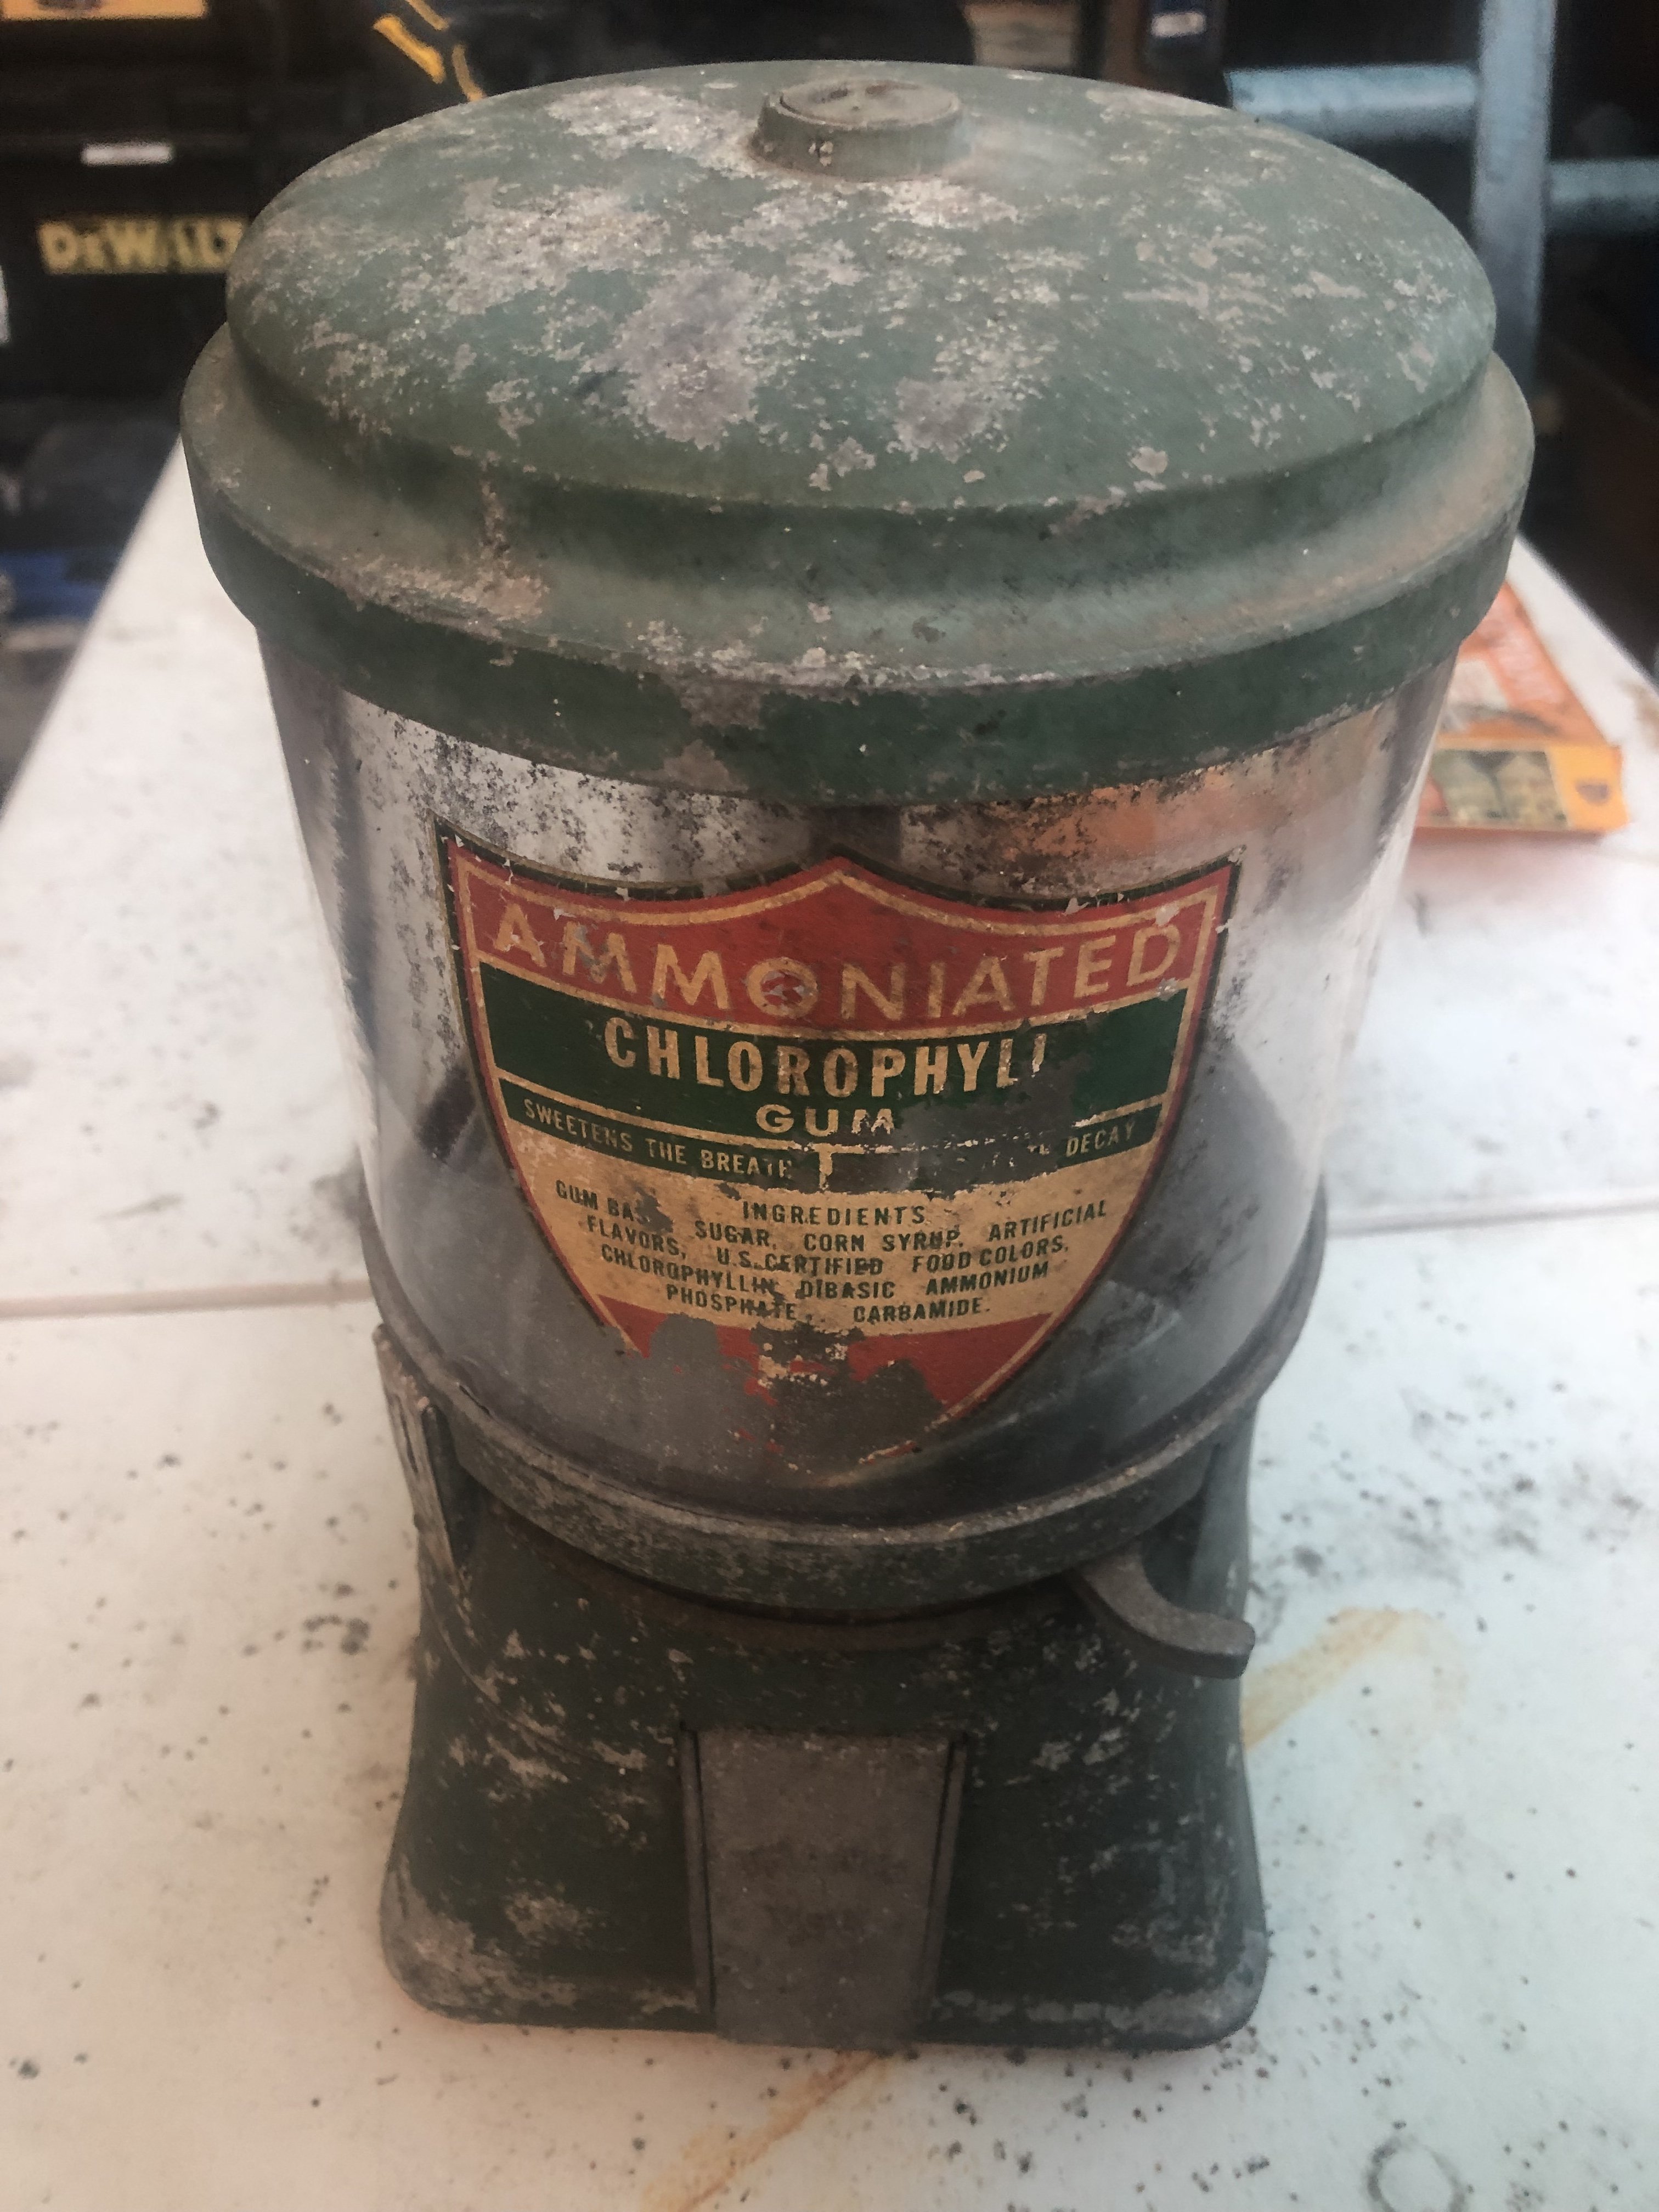 DEWALT
AMMONIATED
CHLOROPHYLL
GUM
SWEETENS THE BREATH DECAY
INGREDIENTS
GUM SUGAR, CORN SYRUP, ARTIFICIAL
FLAVORS, U.S. CERTIFIED FOOD COLORS,
CHLOROPHYLLIN, DIBASIC AMMONIUM
PHOSPHATE, CARBAMIDE.